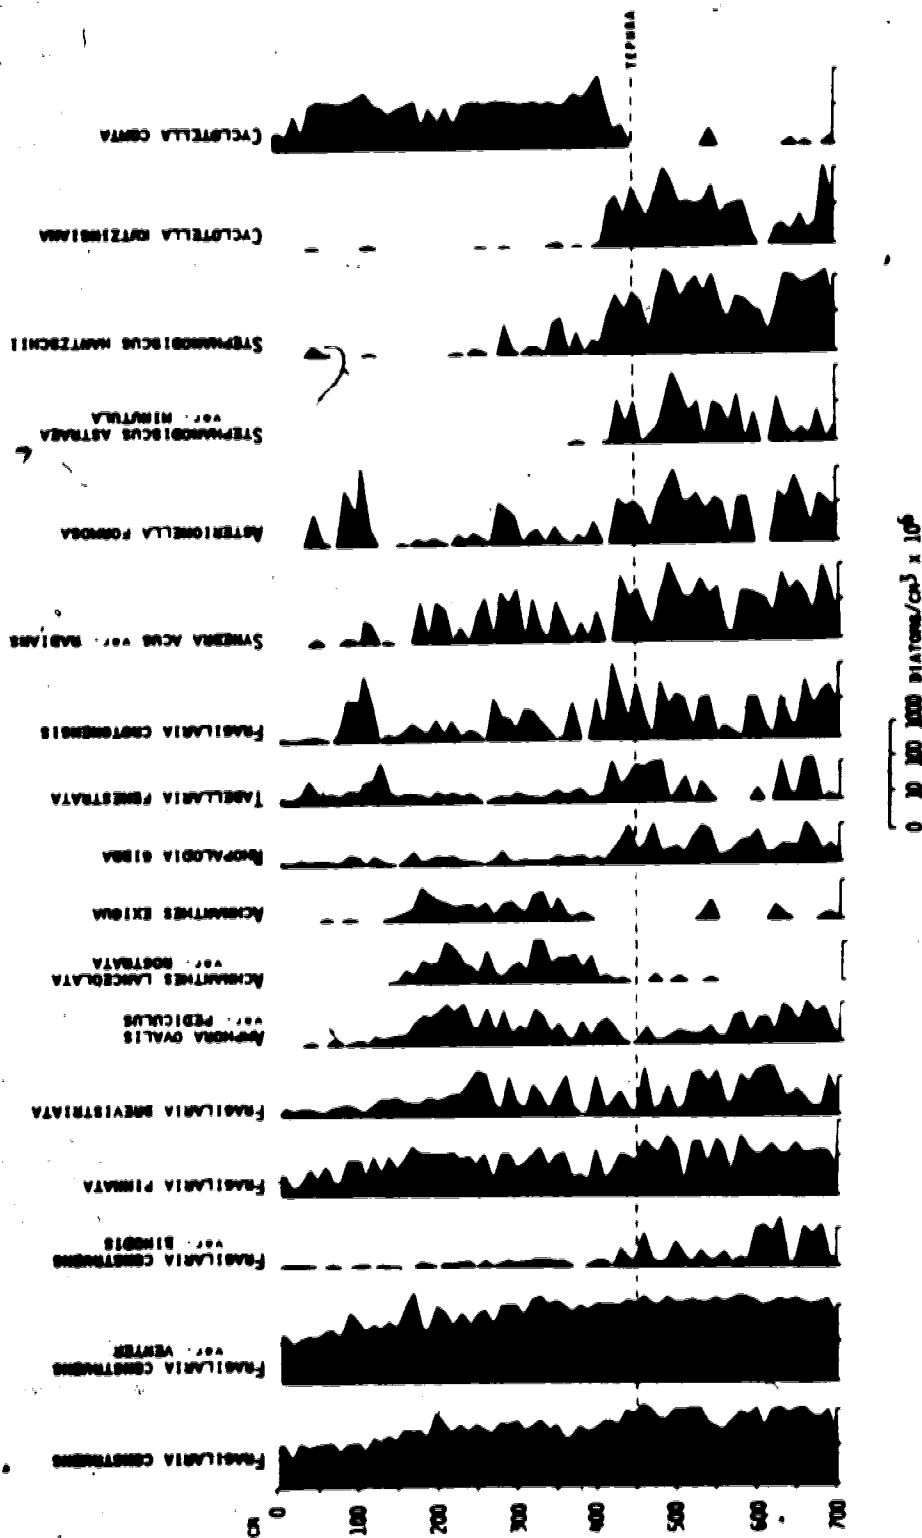 TEPHRA
CYCLOTELLA COMTA
CYCLOTELLA KUTZINGIANA
STEPHANODISCUS HANTZSCHII
STEPHANODISCUS ASTRAEA
var. MINUTULA
ASTERIONELLA FORMOSA
SYNEDRA ACUS var. RADIANS
FRAGILARIA CROTONENSIS
TABELLARIA FENESTRATA
RHOPALODIA GIBBA
ACHNANTHES EXIGUA
ACHNANTHES LANCEOLATA
var. ROSTRATA
AMPHORA OVALIS
var. PEDICULUS
FRAGILARIA BREVISTRIATA
FRAGILARIA PINNATA
FRAGILARIA CONSTRUENS
var. BINODIS
FRAGILARIA CONSTRUENS
var. VENTER
FRAGILARIA CONSTRUENS
CM 0 100 200 300 400 500 600 700
0 10 100 1000 DIATOMS/CM3 X 106